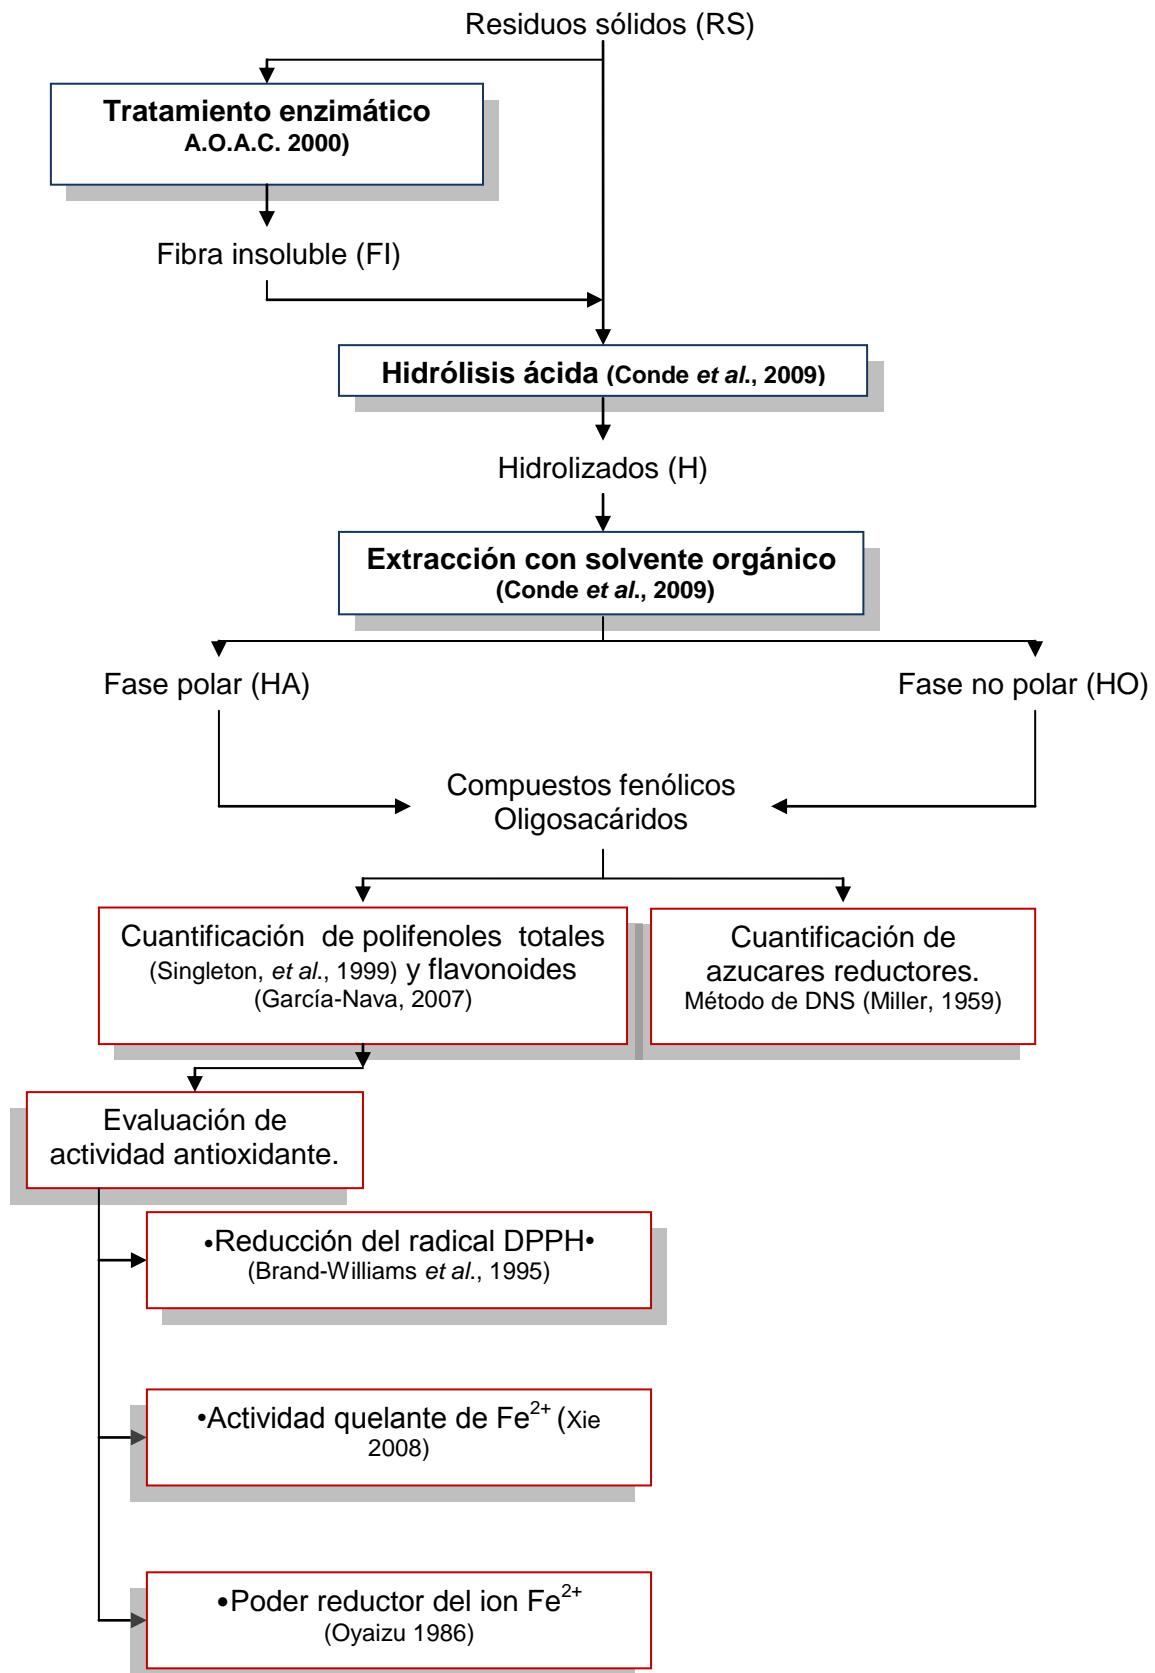 Residuos sólidos (RS)
Tratamiento enzimático
A.O.A.C. 2000)
Fibra insoluble (FI)
Hidrólisis ácida (Conde et al., 2009)
Hidrolizados (H)
Extracción con solvente orgánico
(Conde et al., 2009)
Fase polar (HA)
Fase no polar (HO)
Compuestos fenólicos
Oligosacáridos
Cuantificación de polifenoles totales
(Singleton, et al., 1999) y flavonoides
(García-Nava, 2007)
Cuantificación de
azucares reductores.
Método de DNS (Miller, 1959)
Evaluación de
actividad antioxidante.
•Reducción del radical DPPH•
(Brand-Williams et al., 1995)
•Actividad quelante de Fe²⁺ (Xie
2008)
•Poder reductor del ion Fe²⁺
(Oyaizu 1986)